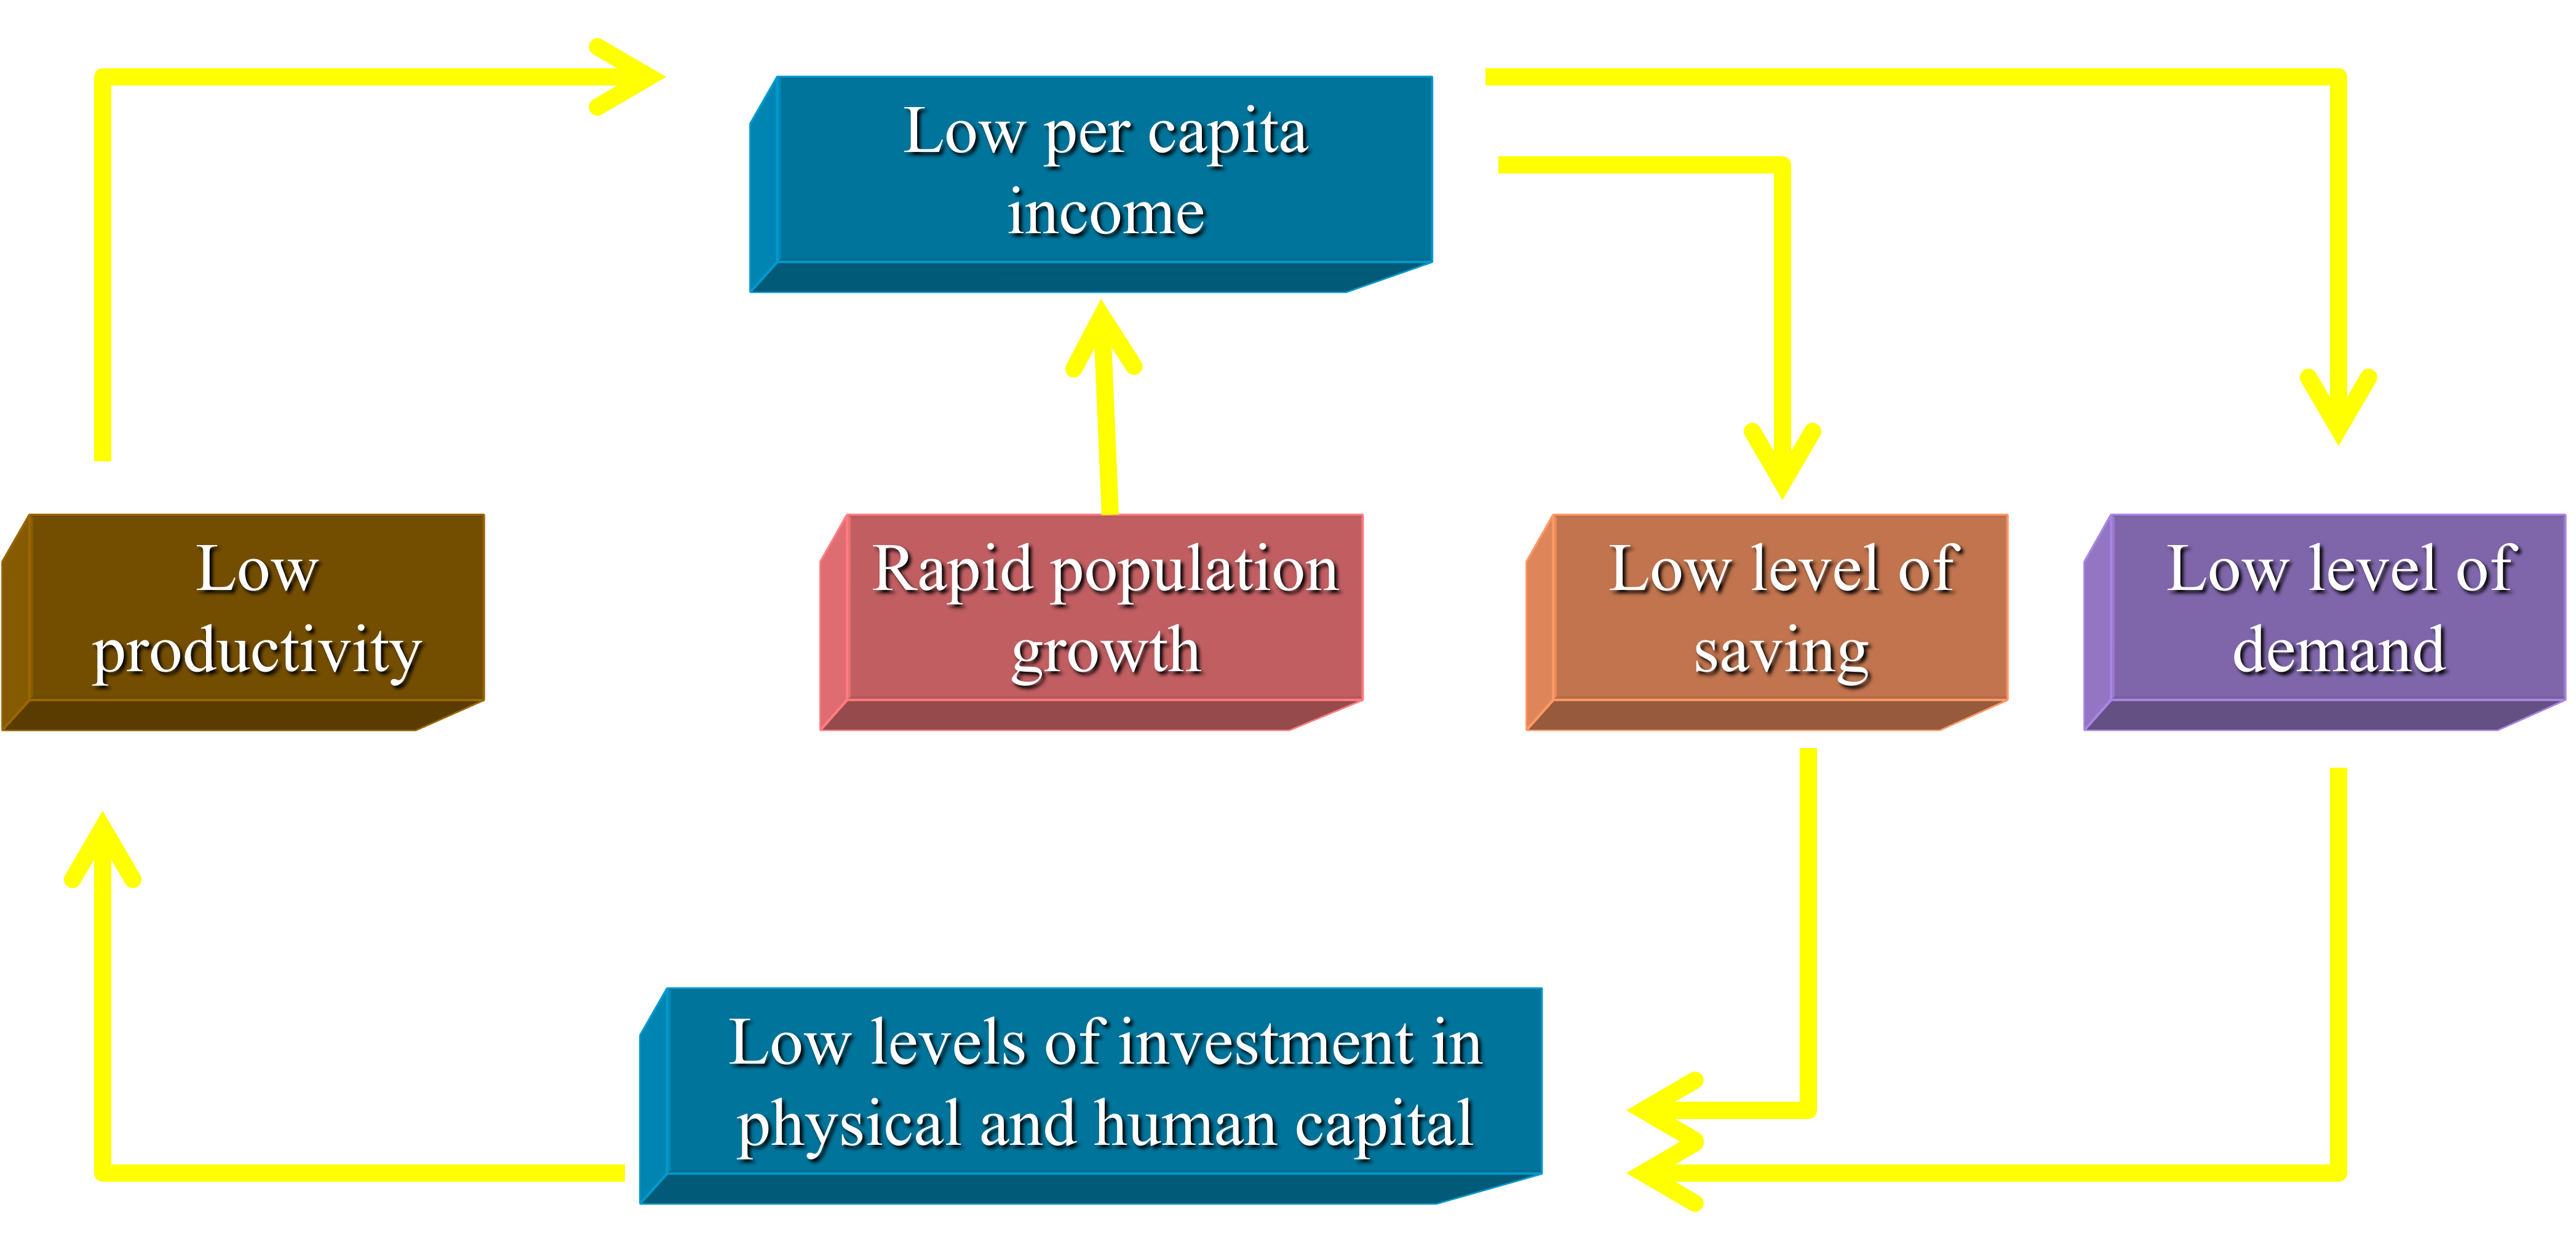 Low per capita
income
Low
productivity
Rapid population
growth
Low level of
saving
Low level of
demand
Low levels of investment in
physical and human capital